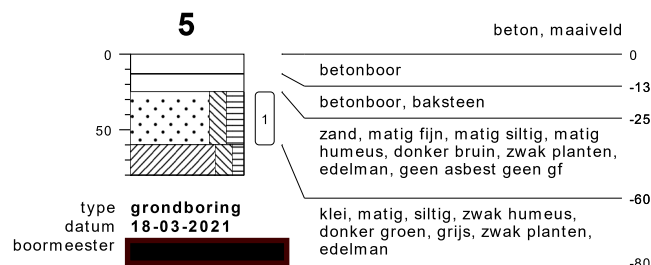 5
beton, maaiveld
0
0
betonboor
-13
betonboor, baksteen
-25
1
50
zand, matig fijn, matig siltig, matig
humeus, donker bruin, zwak planten,
edelman, geen asbest geen gf
-60
klei, matig, siltig, zwak humeus,
donker groen, grijs, zwak planten,
edelman
-80
type grondboring
datum 18-03-2021
boormeester